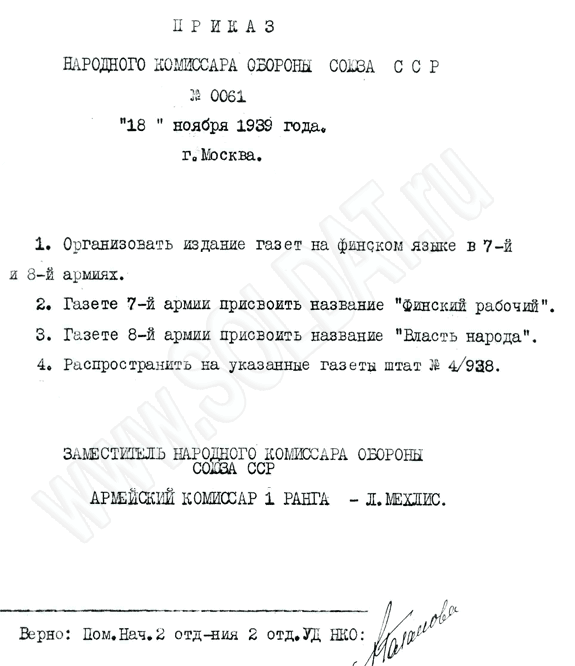 ПРИКАЗ
НАРОДНОГО КОМИССАРА ОБОРОНЫ СОЮЗА С С Р
№ 0061
"18 " ноября 1939 года.
г.Москва.
1. Организовать издание газет на финском языке в 7-й
и 8-й армиях.
2. Газете 7-й армии присвоить название "Финский рабочий".
3. Газете 8-й армии присвоить название "Власть народа".
4. Распространить на указанные газеты штат № 4/938.
ЗАМЕСТИТЕЛЬ НАРОДНОГО КОМИССАРА ОБОРОНЫ
СОЮЗА ССР
АРМЕЙСКИЙ КОМИССАР 1 РАНГА - Л.МЕХЛИС.
Верно: Пом.Нач.2 отд-ния 2 отд.УД НКО:
www.SOLDAT.ru